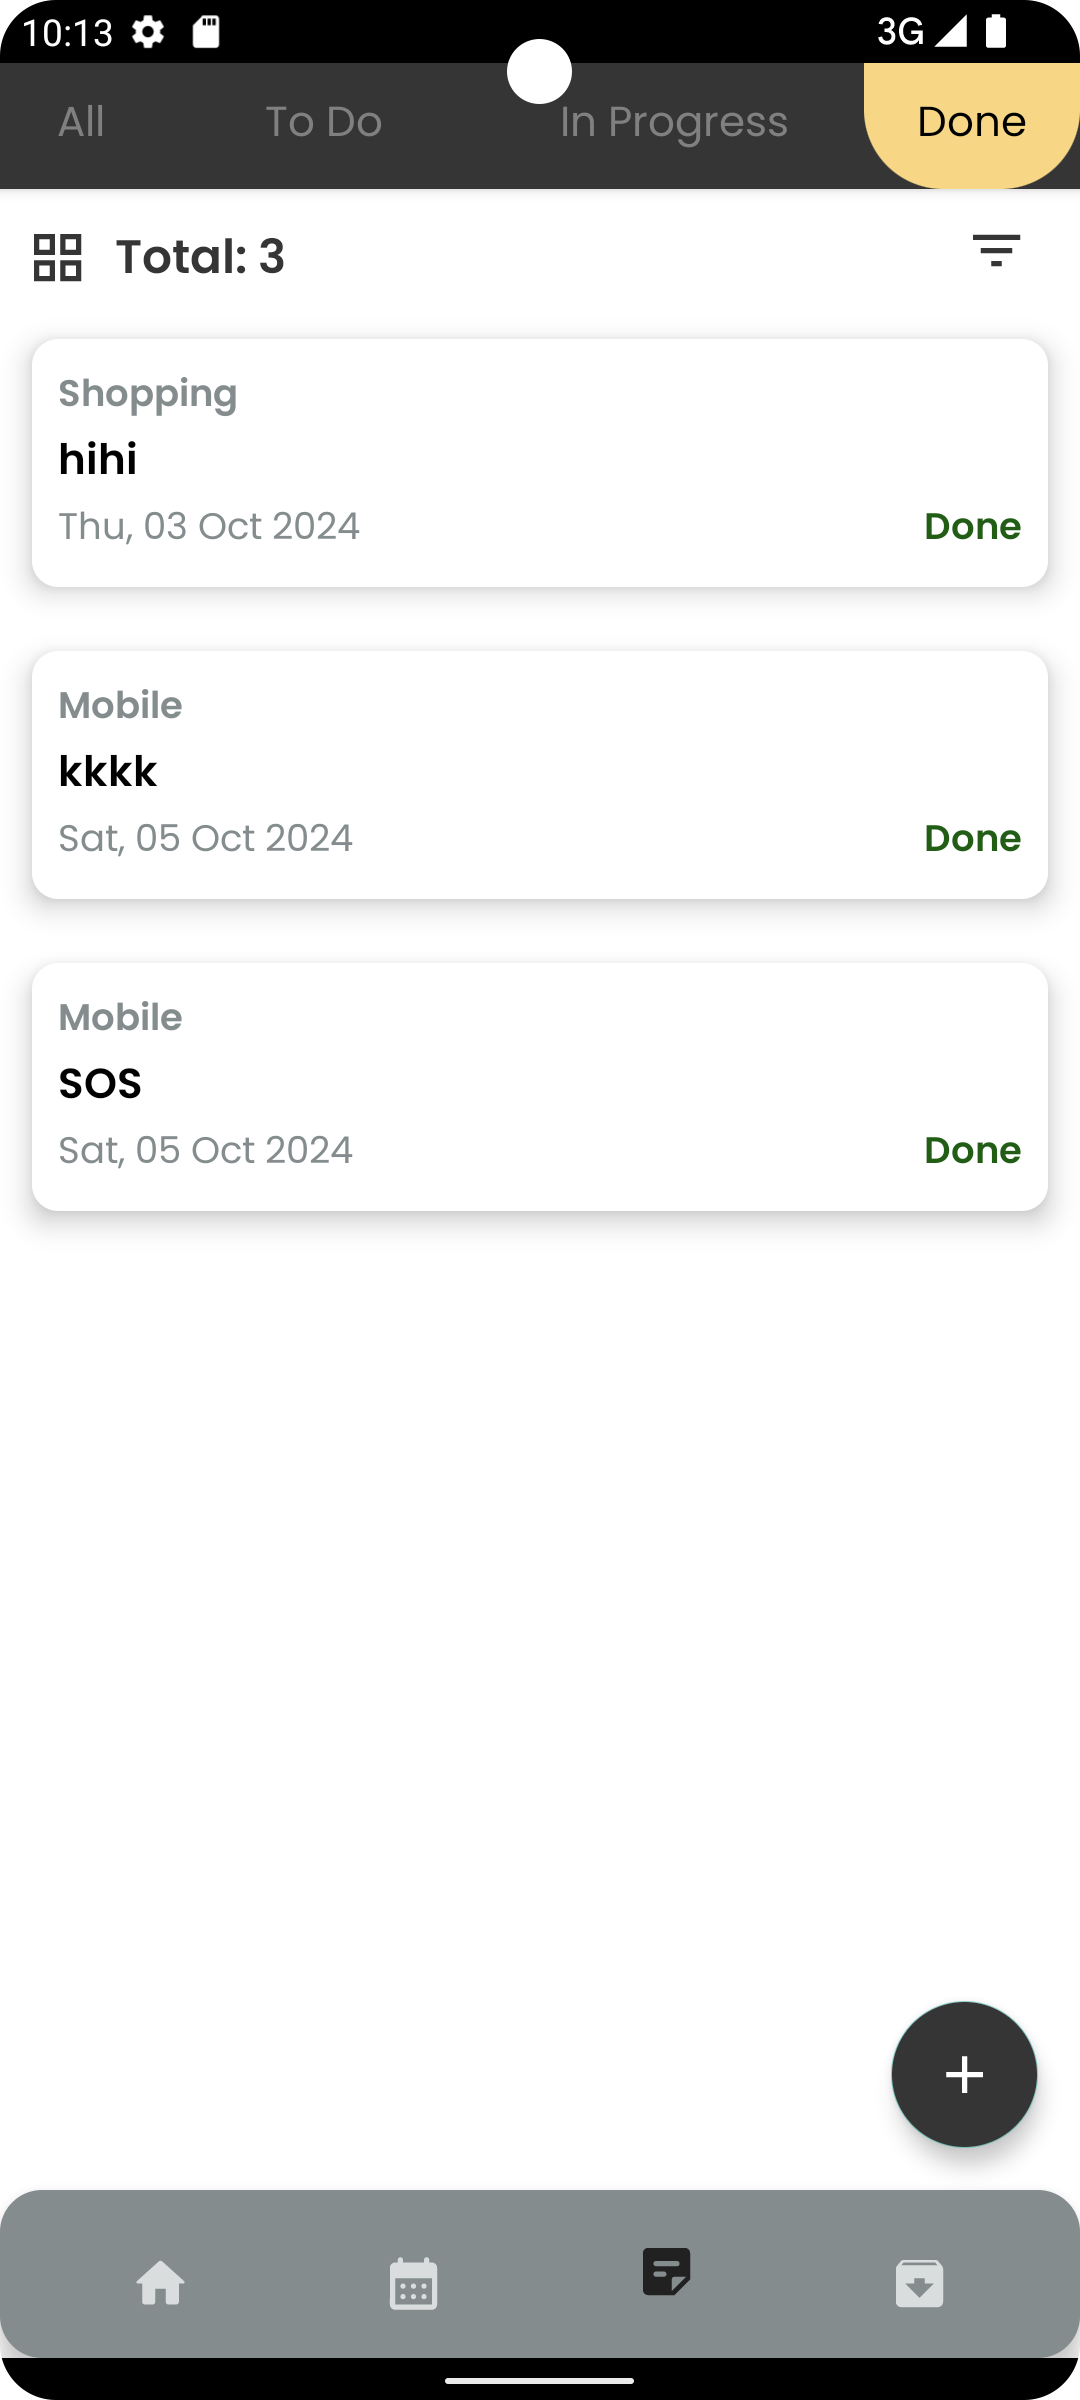 10:13 3G
All To Do In Progress Done
Total: 3
Shopping
hihi
Thu, 03 Oct 2024 Done
Mobile
kkkk
Sat, 05 Oct 2024 Done
Mobile
SOS
Sat, 05 Oct 2024 Done